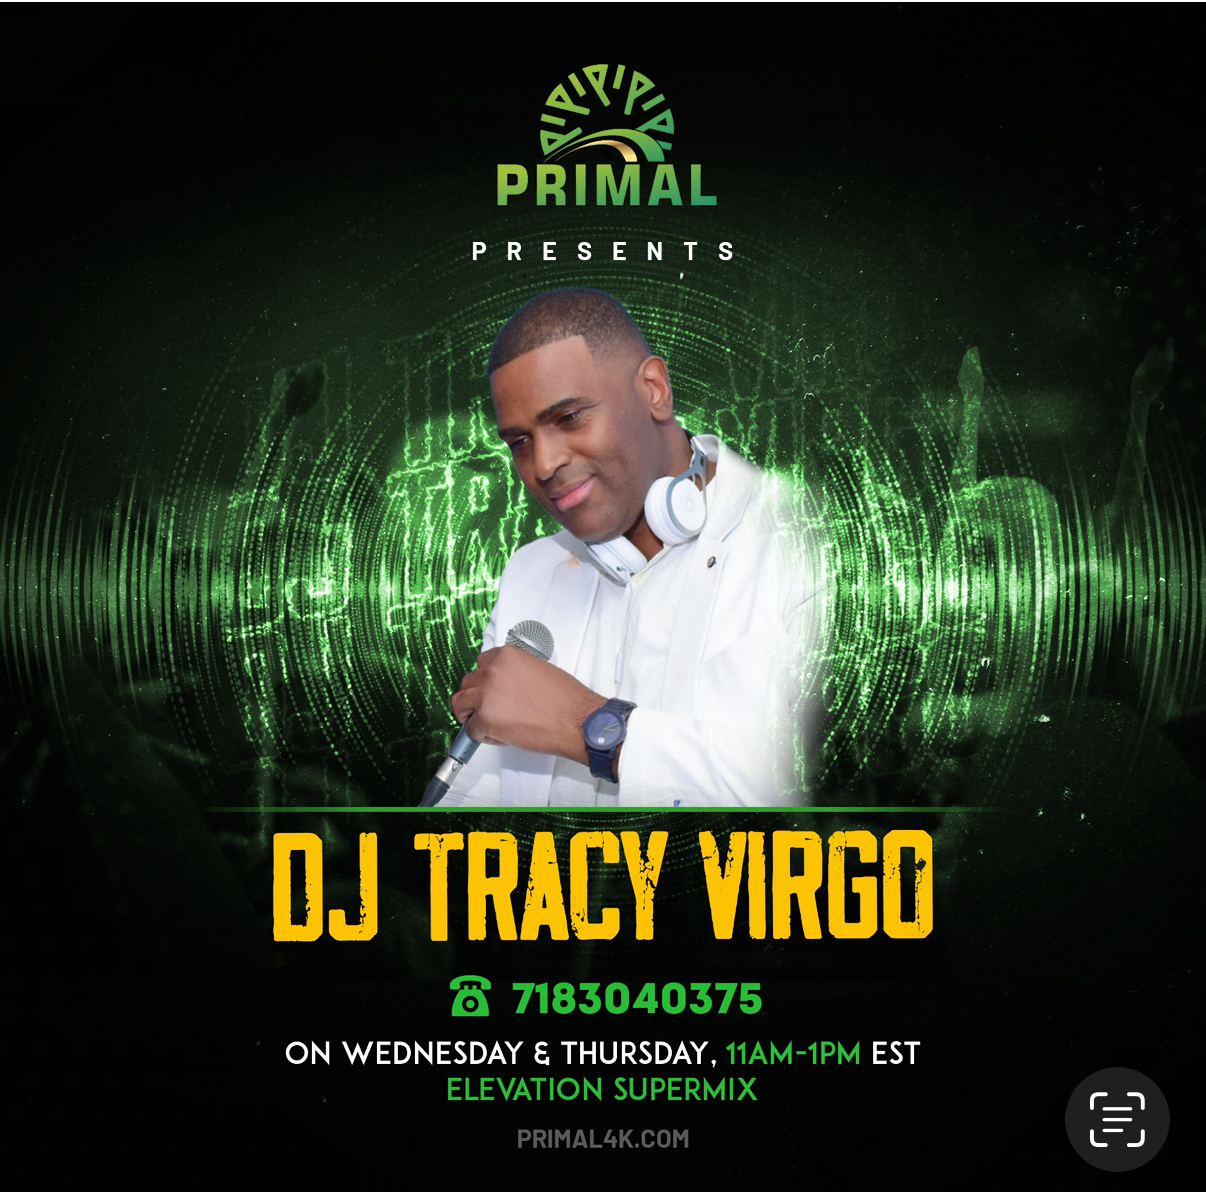 PRIMAL
PRESENTS
DJ TRACY VIRGO
7183040375
ON WEDNESDAY & THURSDAY, 11AM-1PM EST
ELEVATION SUPERMIX
PRIMAL4K.COM